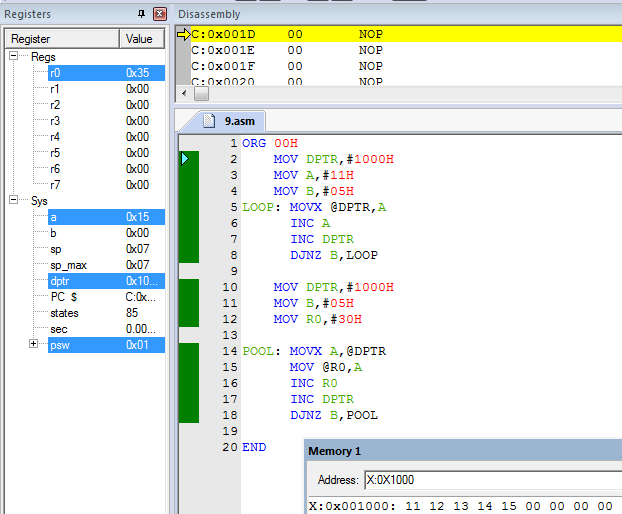 Registers
Register Value
Regs
r0 0x35
r1 0x00
r2 0x00
r3 0x00
r4 0x00
r5 0x00
r6 0x00
r7 0x00
Sys
a 0x15
b 0x00
sp 0x07
sp_max 0x07
dptr 0x10...
PC $ C:0x...
states 85
sec 0.00...
psw 0x01
Disassembly
C:0x001D 00 NOP
C:0x001E 00 NOP
C:0x001F 00 NOP
C:0x0020 00 NOP
9.asm
1 ORG 00H
2 MOV DPTR,#1000H
3 MOV A,#11H
4 MOV B,#05H
5 LOOP: MOVX @DPTR,A
6 INC A
7 INC DPTR
8 DJNZ B,LOOP
9
10 MOV DPTR,#1000H
11 MOV B,#05H
12 MOV R0,#30H
13
14 POOL: MOVX A,@DPTR
15 MOV @R0,A
16 INC R0
17 INC DPTR
18 DJNZ B,POOL
19
20 END
Memory 1
Address: X:0X1000
X:0x001000: 11 12 13 14 15 00 00 00 00